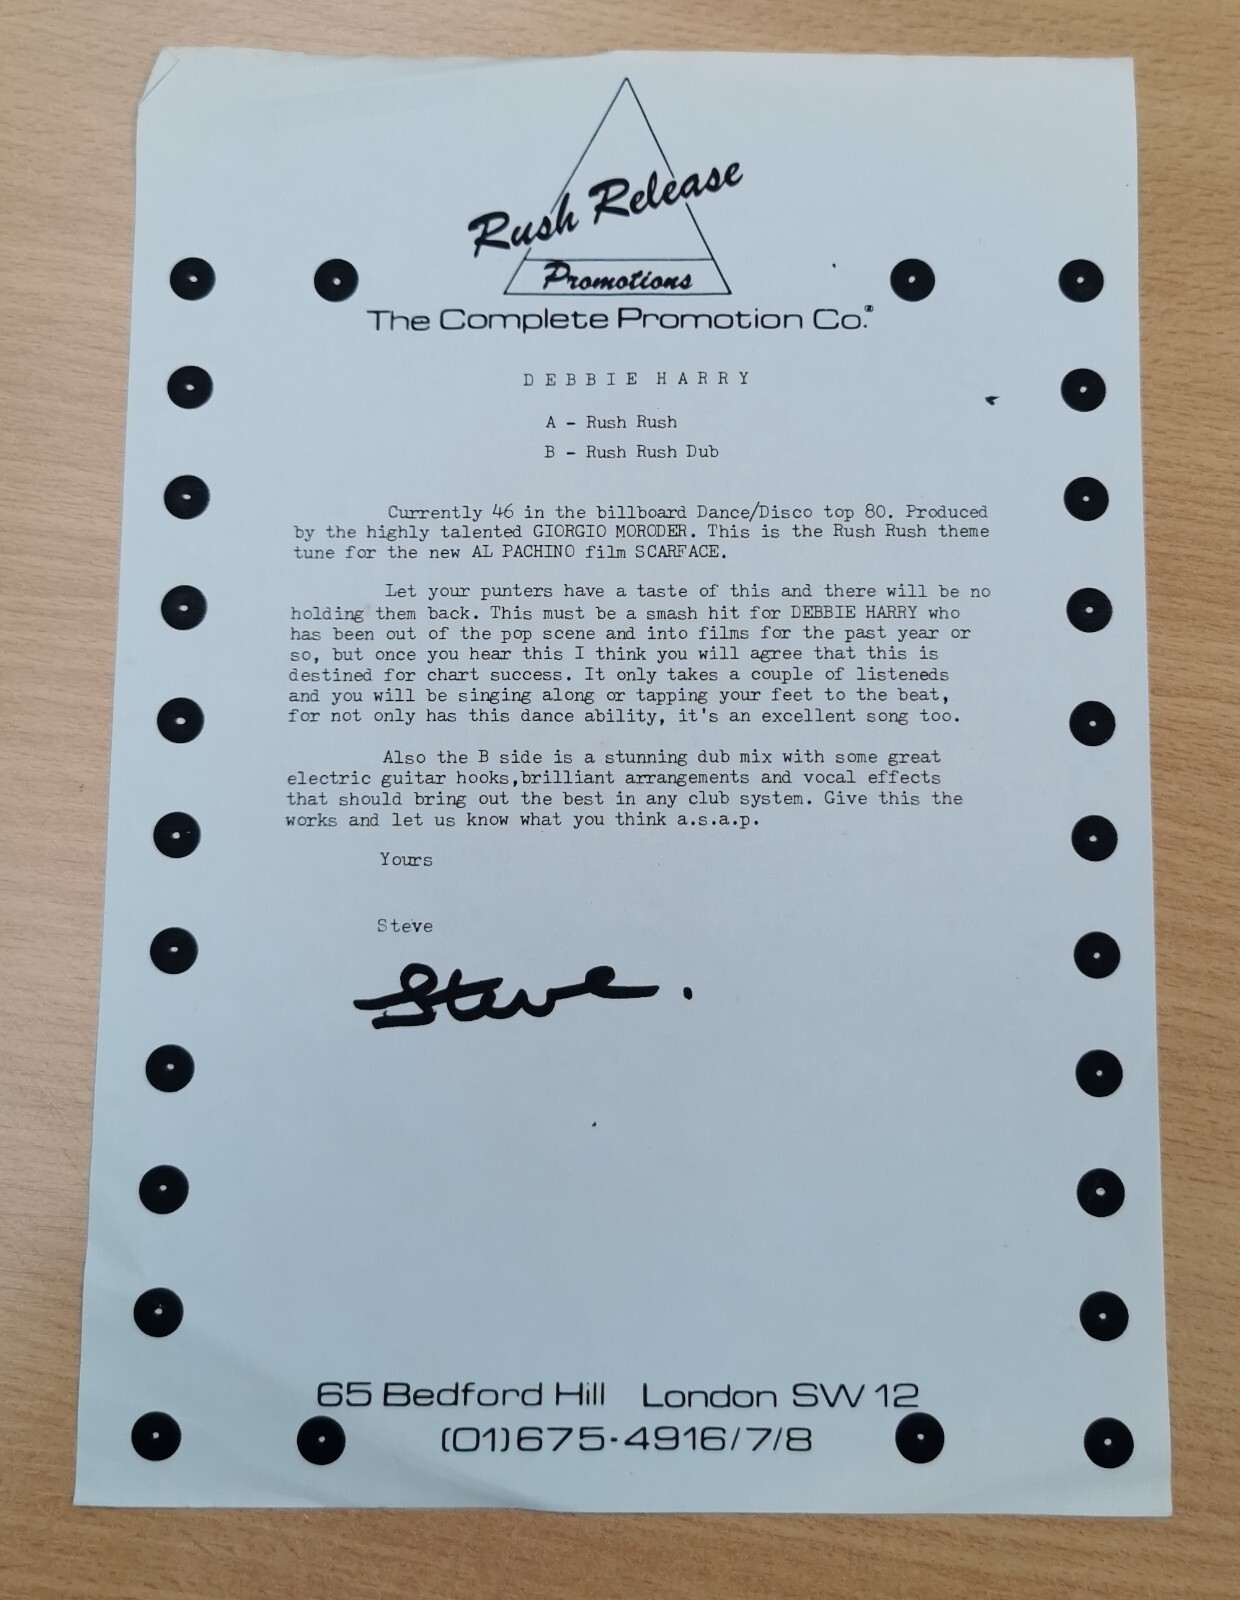 Rush Release
Promotions
The Complete Promotion Co.®
DEBBIE HARRY
A - Rush Rush
B - Rush Rush Dub
Currently 46 in the billboard Dance/Disco top 80. Produced
by the highly talented GIORGIO MORODER. This is the Rush Rush theme
tune for the new AL PACHINO film SCARFACE.
Let your punters have a taste of this and there will be no
holding them back. This must be a smash hit for DEBBIE HARRY who
has been out of the pop scene and into films for the past year or
so, but once you hear this I think you will agree that this is
destined for chart success. It only takes a couple of listeneds
and you will be singing along or tapping your feet to the beat,
for not only has this dance ability, it's an excellent song too.
Also the B side is a stunning dub mix with some great
electric guitar hooks,brilliant arrangements and vocal effects
that should bring out the best in any club system. Give this the
works and let us know what you think a.s.a.p.
Yours
Steve
Steve.
65 Bedford Hill London SW12
(01)675-4916/7/8